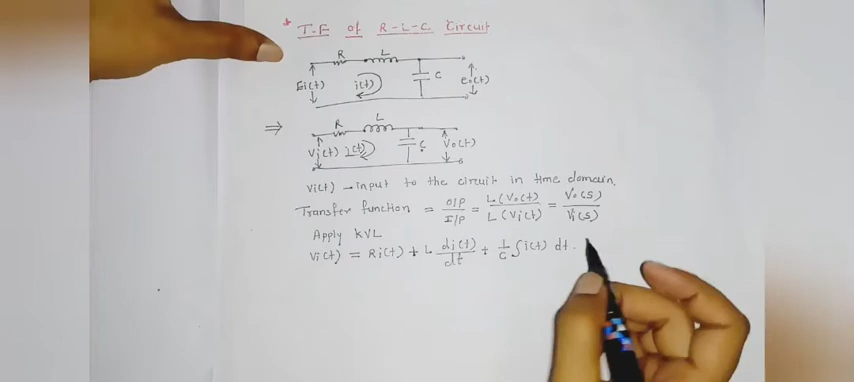 * T.F of R-L-C Circuit
R L
Ei(t) i(t) C eo(t)
⇒ R L
Vi(t) I(t) C Vo(t)
Vi(t) - input to the circuit in time domain.
Transfer function = O/P / I/P = L(Vo(t) / L(Vi(t) = Vo(s) / Vi(s)
Apply KVL
Vi(t) = Ri(t) + L di(t)/dt + 1/C ∫i(t) dt.